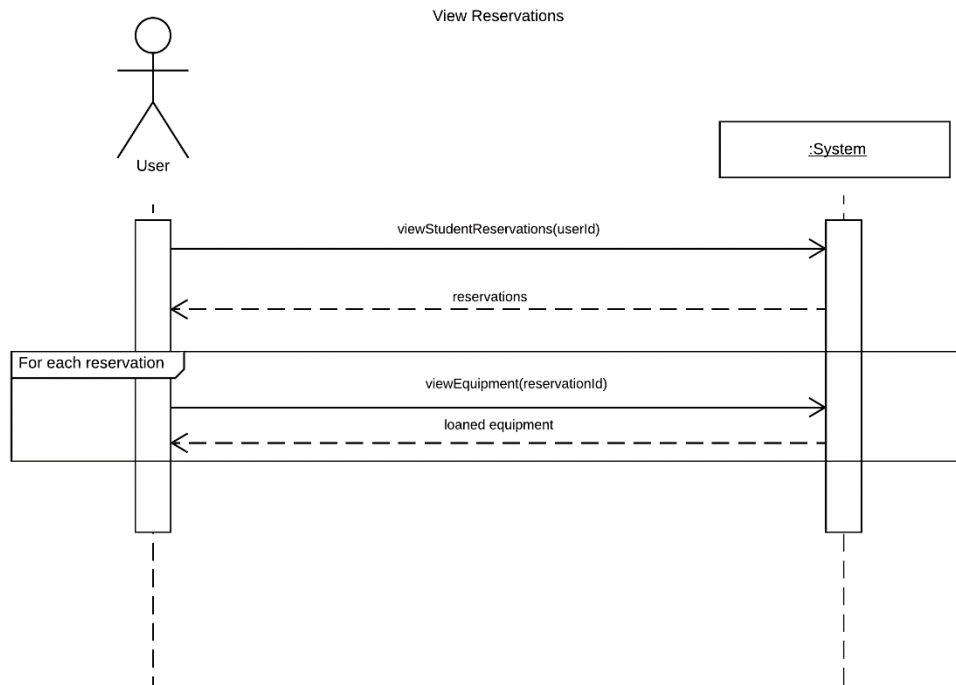 View Reservations
User
:System
viewStudentReservations(userId)
reservations
For each reservation
viewEquipment(reservationId)
loaned equipment